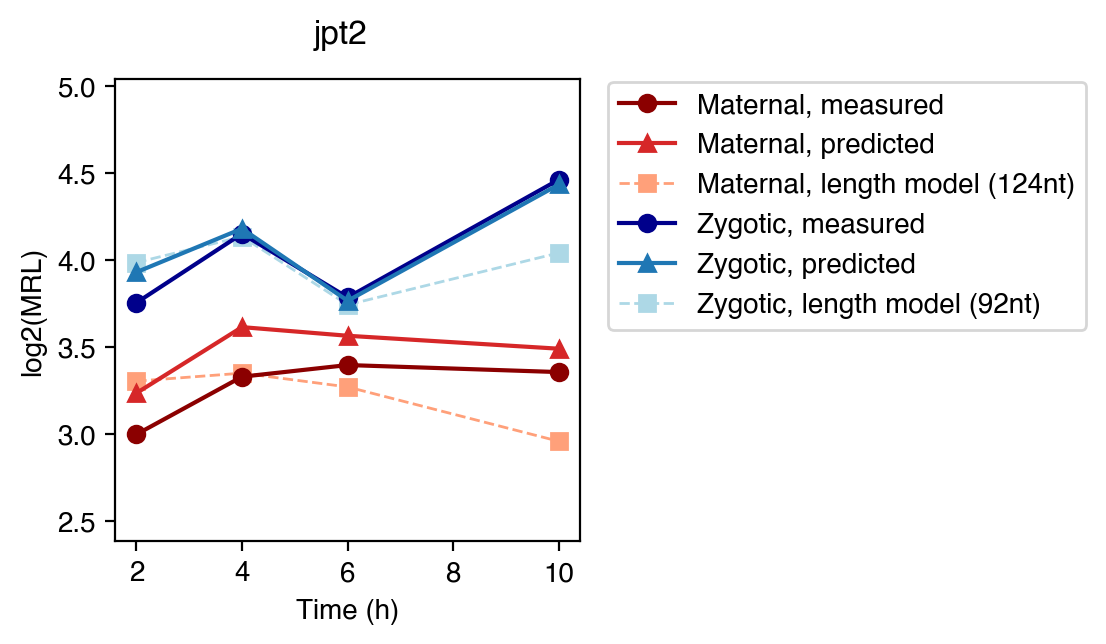 jpt2
5.0
4.5
4.0
3.5
3.0
2.5
log2(MRL)
2 4 6 8 10
Time (h)
Maternal, measured
Maternal, predicted
Maternal, length model (124nt)
Zygotic, measured
Zygotic, predicted
Zygotic, length model (92nt)